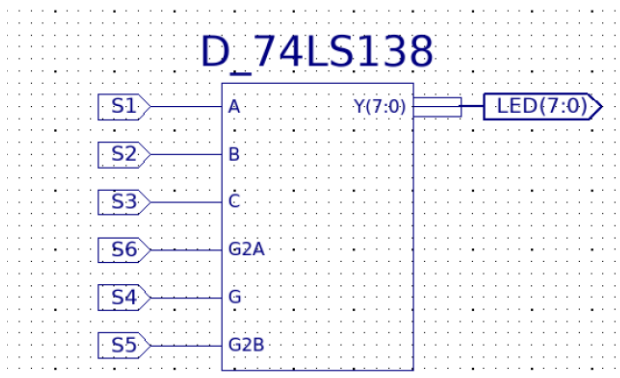 D_74LS138
S1 A Y(7:0) LED(7:0)
S2 B
S3 C
S6 G2A
S4 G
S5 G2B